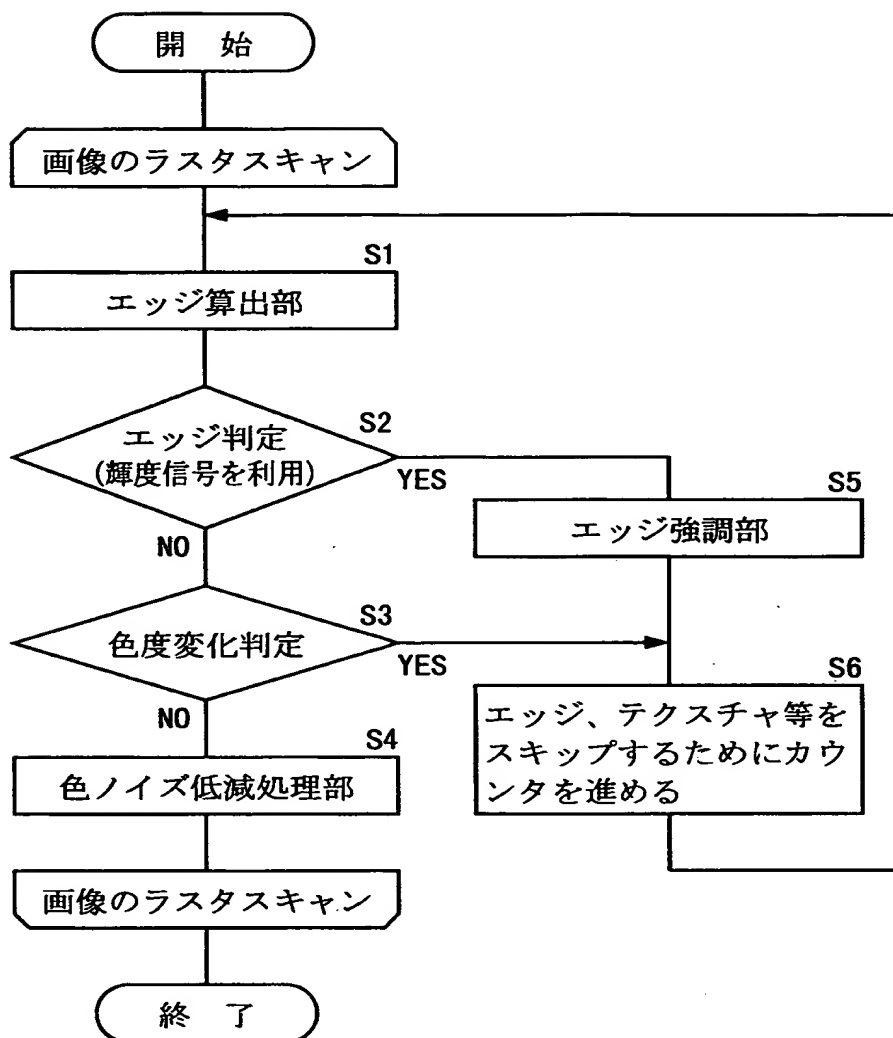 開 始
画像のラスタスキャン
S1
エッジ算出部
S2
エッジ判定
(輝度信号を利用)
YES
NO
S5
エッジ強調部
S3
色度変化判定
YES
NO
S6
エッジ、テクスチャ等を
スキップするためにカウ
ンタを進める
S4
色ノイズ低減処理部
画像のラスタスキャン
終 了